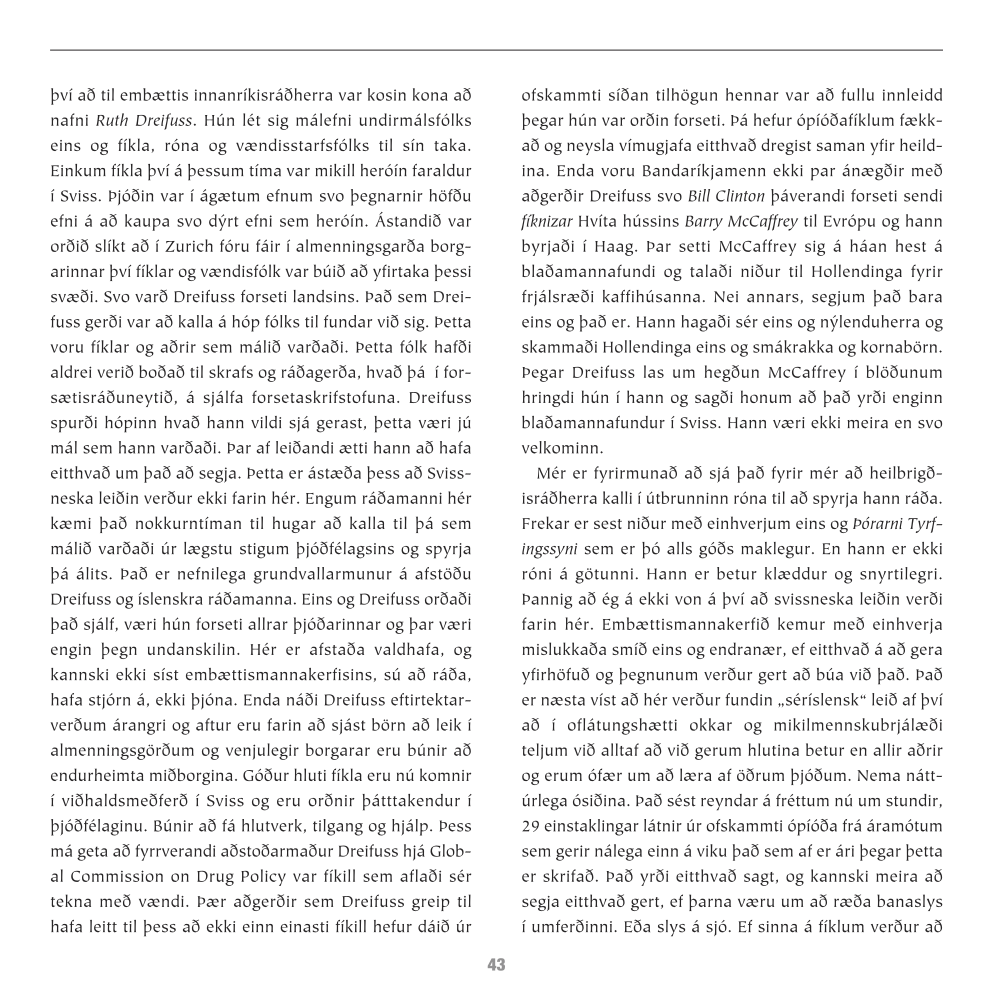 því að til embættis innanríkisráðherra var kosin kona að
nafni Ruth Dreifuss. Hún lét sig málefni undirmálsfólks
eins og fíkla, róna og vændisstarfsfólks til sín taka.
Einkum fíkla því á þessum tíma var mikill heróín faraldur
í Sviss. Þjóðin var í ágætum efnum svo þegnarnir höfðu
efni á að kaupa svo dýrt efni sem heróín. Ástandið var
orðið slíkt að í Zurich fóru fáir í almenningsgarða borg-
arinnar því fíklar og vændisfólk var búið að yfirtaka þessi
svæði. Svo varð Dreifuss forseti landsins. Það sem Drei-
fuss gerði var að kalla á hóp fólks til fundar við sig. Þetta
voru fíklar og aðrir sem málið varðaði. Þetta fólk hafði
aldrei verið boðað til skrafs og ráðagerða, hvað þá  í for-
sætisráðuneytið, á sjálfa forsetaskrifstofuna. Dreifuss
spurði hópinn hvað hann vildi sjá gerast, þetta væri jú
mál sem hann varðaði. Þar af leiðandi ætti hann að hafa
eitthvað um það að segja. Þetta er ástæða þess að Sviss-
neska leiðin verður ekki farin hér. Engum ráðamanni hér
kæmi það nokkurntíman til hugar að kalla til þá sem
málið varðaði úr lægstu stigum þjóðfélagsins og spyrja
þá álits. Það er nefnilega grundvallarmunur á afstöðu
Dreifuss og íslenskra ráðamanna. Eins og Dreifuss orðaði
það sjálf, væri hún forseti allrar þjóðarinnar og þar væri
engin þegn undanskilin. Hér er afstaða valdhafa, og
kannski ekki síst embættismannakerfisins, sú að ráða,
hafa stjórn á, ekki þjóna. Enda náði Dreifuss eftirtektar-
verðum árangri og aftur eru farin að sjást börn að leik í
almenningsgörðum og venjulegir borgarar eru búnir að
endurheimta miðborgina. Góður hluti fíkla eru nú komnir
í viðhaldsmeðferð í Sviss og eru orðnir þátttakendur í
þjóðfélaginu. Búnir að fá hlutverk, tilgang og hjálp. Þess
má geta að fyrrverandi aðstoðarmaður Dreifuss hjá Glob-
al Commission on Drug Policy var fíkill sem aflaði sér
tekna með vændi. Þær aðgerðir sem Dreifuss greip til
hafa leitt til þess að ekki einn einasti fíkill hefur dáið úr
ofskammti síðan tilhögun hennar var að fullu innleidd
þegar hún var orðin forseti. Þá hefur ópíóðafíklum fækk-
að og neysla vímugjafa eitthvað dregist saman yfir heild-
ina. Enda voru Bandaríkjamenn ekki par ánægðir með
aðgerðir Dreifuss svo Bill Clinton þáverandi forseti sendi
fíknizar Hvíta hússins Barry McCaffrey til Evrópu og hann
byrjaði í Haag. Þar setti McCaffrey sig á háan hest á
blaðamannafundi og talaði niður til Hollendinga fyrir
frjálsræði kaffihúsanna. Nei annars, segjum það bara
eins og það er. Hann hagaði sér eins og nýlenduherra og
skammaði Hollendinga eins og smákrakka og kornabörn.
Þegar Dreifuss las um hegðun McCaffrey í blöðunum
hringdi hún í hann og sagði honum að það yrði enginn
blaðamannafundur í Sviss. Hann væri ekki meira en svo
velkominn.
Mér er fyrirmunað að sjá það fyrir mér að heilbrigð-
isráðherra kalli í útbrunninn róna til að spyrja hann ráða.
Frekar er sest niður með einhverjum eins og Þórarni Tyrf-
ingssyni sem er þó alls góðs maklegur. En hann er ekki
róni á götunni. Hann er betur klæddur og snyrtilegri.
Þannig að ég á ekki von á því að svissneska leiðin verði
farin hér. Embættismannakerfið kemur með einhverja
mislukkaða smíð eins og endranær, ef eitthvað á að gera
yfirhöfuð og þegnunum verður gert að búa við það. Það
er næsta víst að hér verður fundin „séríslensk“ leið af því
að í oflátungshætti okkar og mikilmennskubrjálæði
teljum við alltaf að við gerum hlutina betur en allir aðrir
og erum ófær um að læra af öðrum þjóðum. Nema nátt-
úrlega ósiðina. Það sést reyndar á fréttum nú um stundir,
29 einstaklingar látnir úr ofskammti ópíóða frá áramótum
sem gerir nálega einn á viku það sem af er ári þegar þetta
er skrifað. Það yrði eitthvað sagt, og kannski meira að
segja eitthvað gert, ef þarna væru um að ræða banaslys
í umferðinni. Eða slys á sjó. Ef sinna á fíklum verður að
43